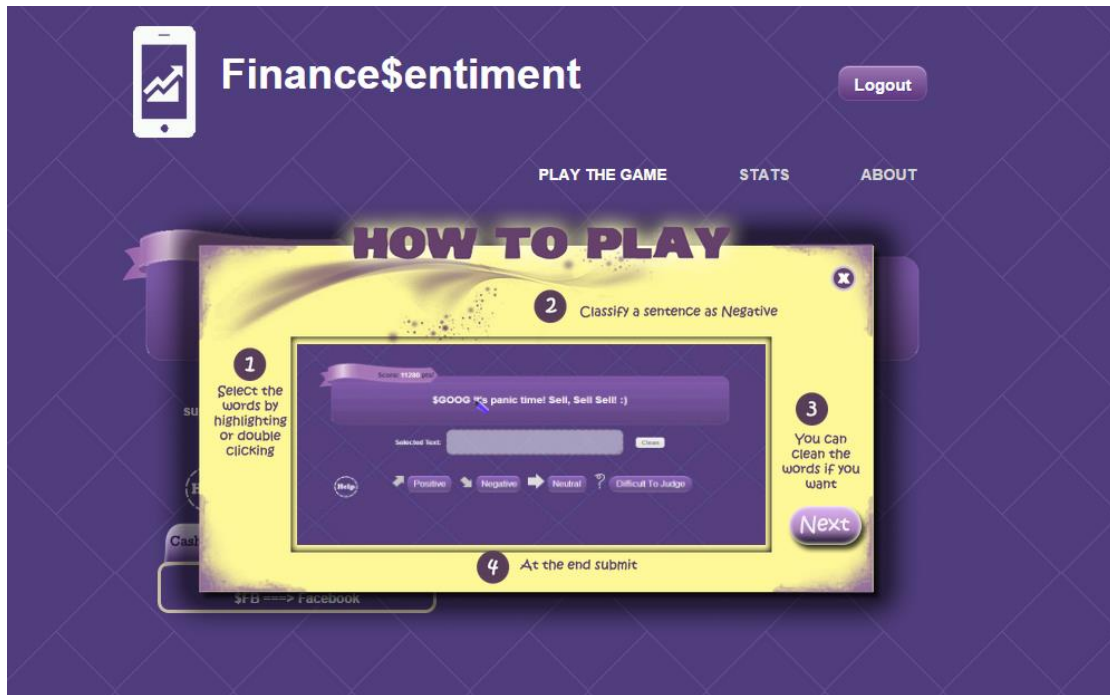 Finance$entiment
Logout
PLAY THE GAME STATS ABOUT
HOW TO PLAY
x
2 Classify a sentence as Negative
1
Select the
words by
highlighting
or double
clicking
Score: 11200 pts!
$GOOG It's panic time! Sell, Sell Sell! :)
Selected Text: Clean
Help Positive Negative Neutral ? Difficult To Judge
3
You can
clean the
words if you
want
Next
4 At the end submit
su
Cash
$FB ===> Facebook